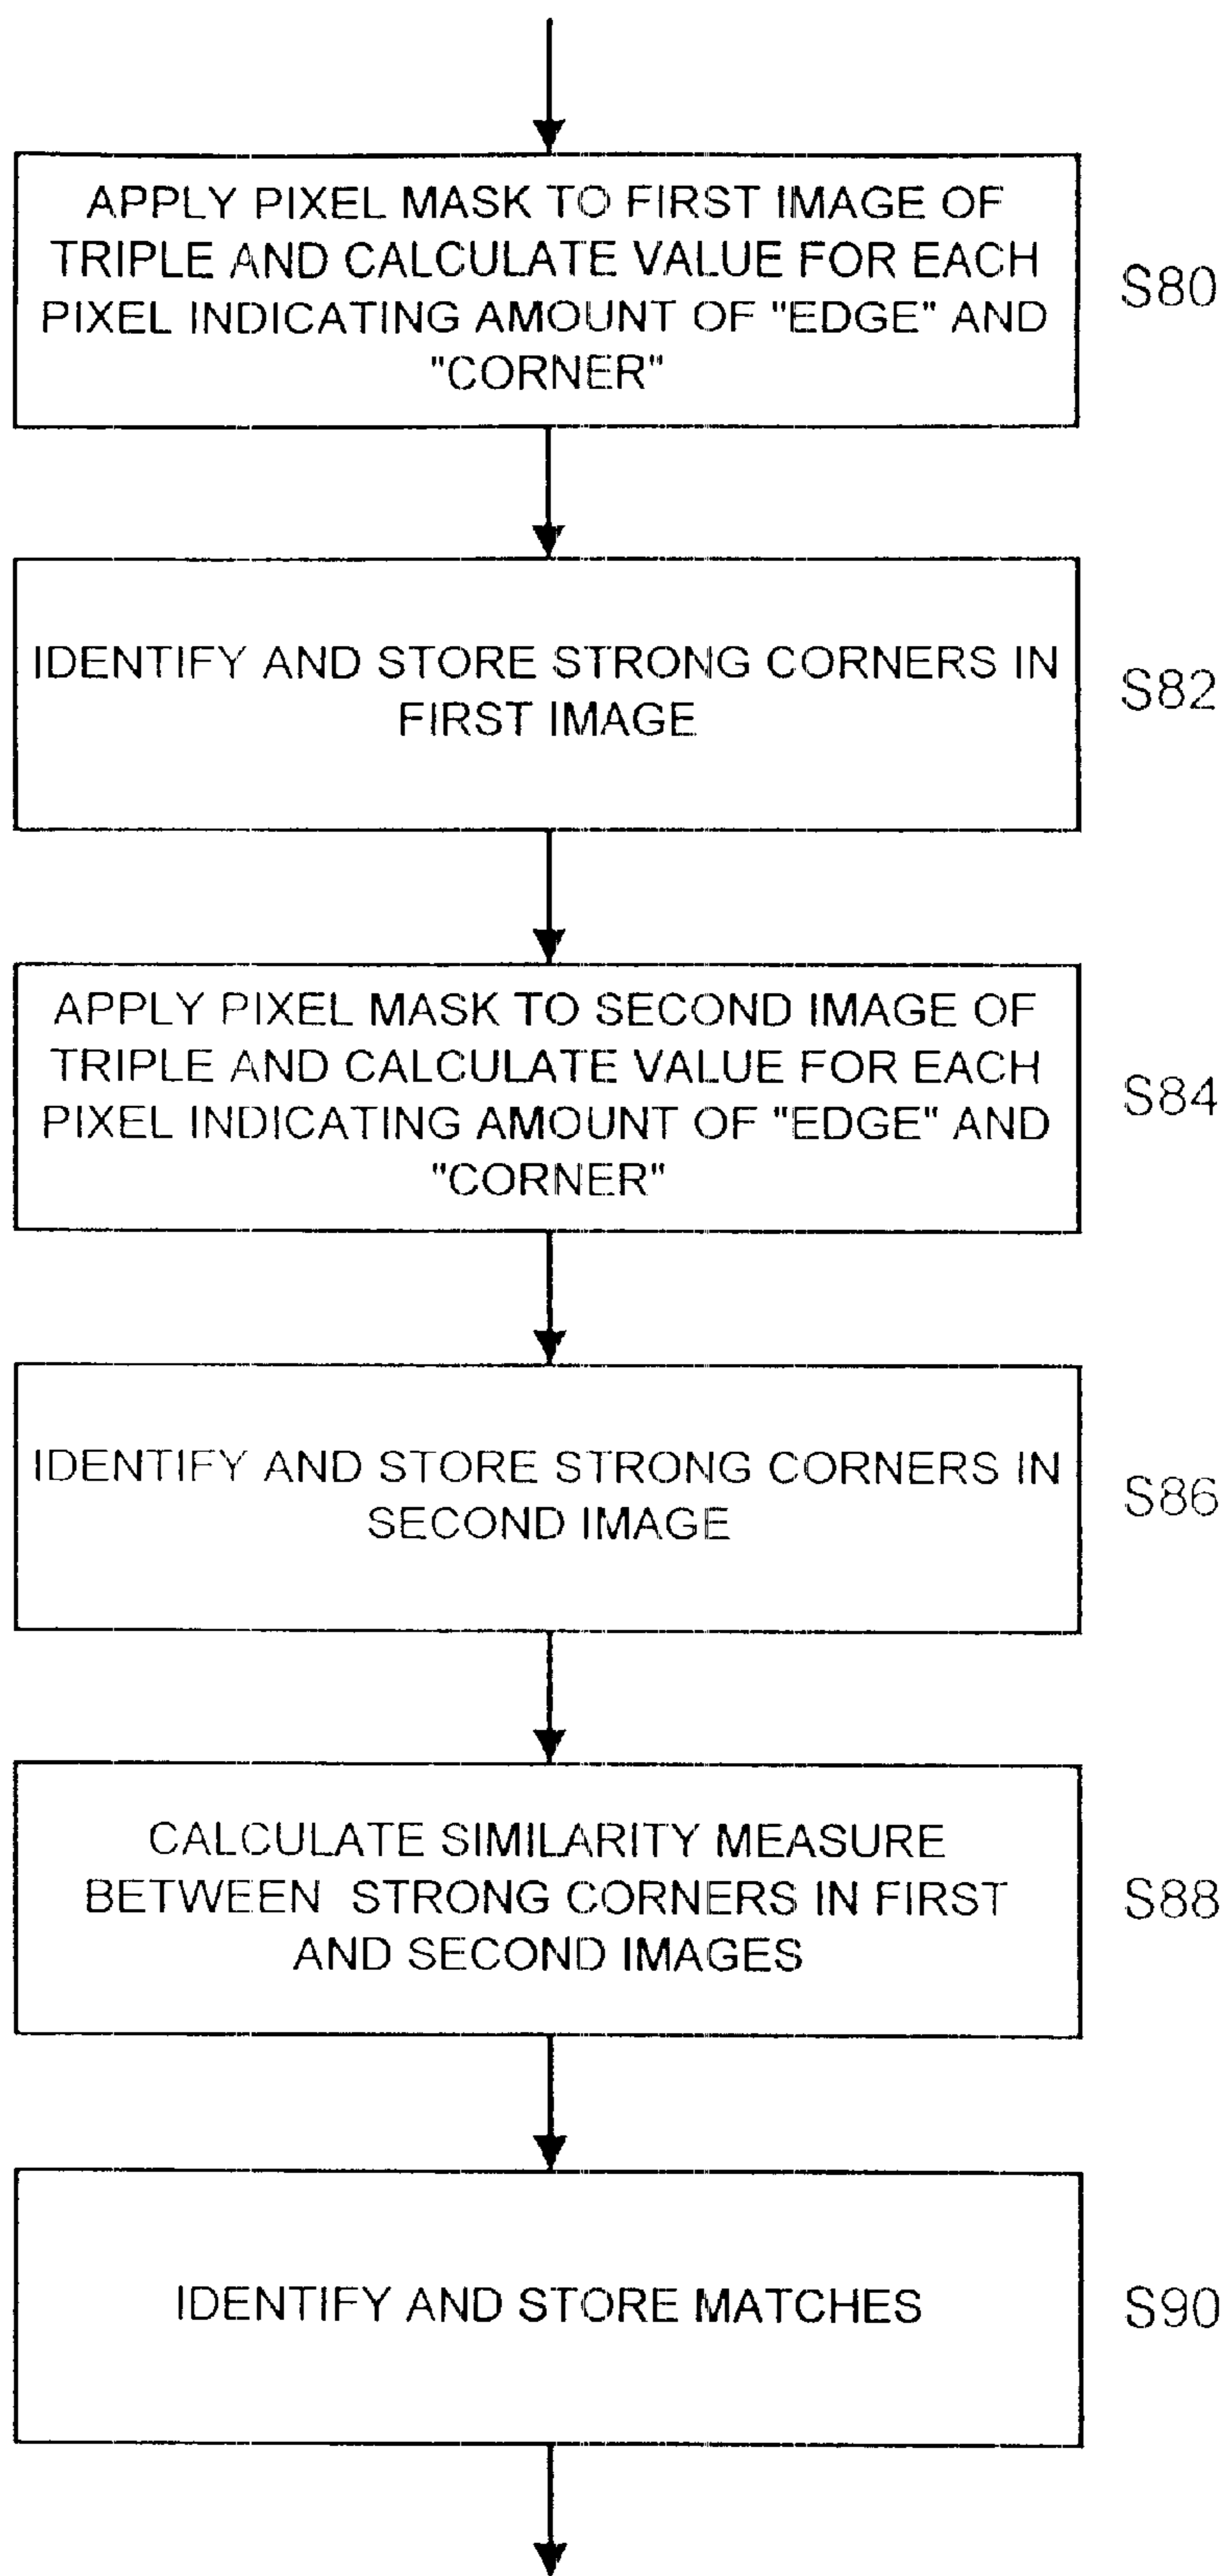 APPLY PIXEL MASK TO FIRST IMAGE OF
TRIPLE AND CALCULATE VALUE FOR EACH
PIXEL INDICATING AMOUNT OF "EDGE" AND
"CORNER"
S80
IDENTIFY AND STORE STRONG CORNERS IN
FIRST IMAGE
S82
APPLY PIXEL MASK TO SECOND IMAGE OF
TRIPLE AND CALCULATE VALUE FOR EACH
PIXEL INDICATING AMOUNT OF "EDGE" AND
"CORNER"
S84
IDENTIFY AND STORE STRONG CORNERS IN
SECOND IMAGE
S86
CALCULATE SIMILARITY MEASURE
BETWEEN STRONG CORNERS IN FIRST
AND SECOND IMAGES
S88
IDENTIFY AND STORE MATCHES
S90